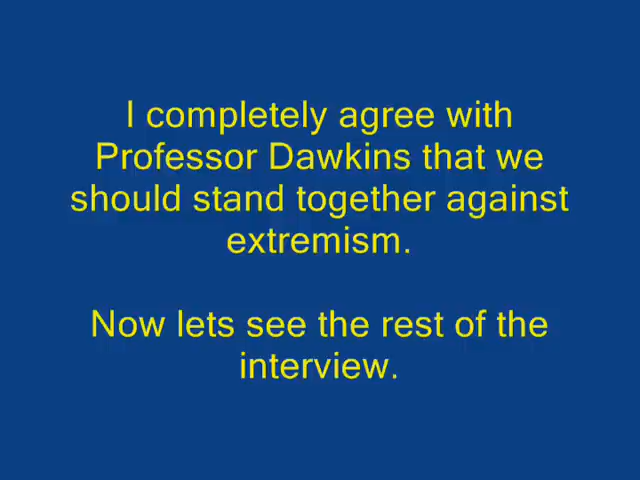 I completely agree with
Professor Dawkins that we
should stand together against
extremism.
Now lets see the rest of the
interview.